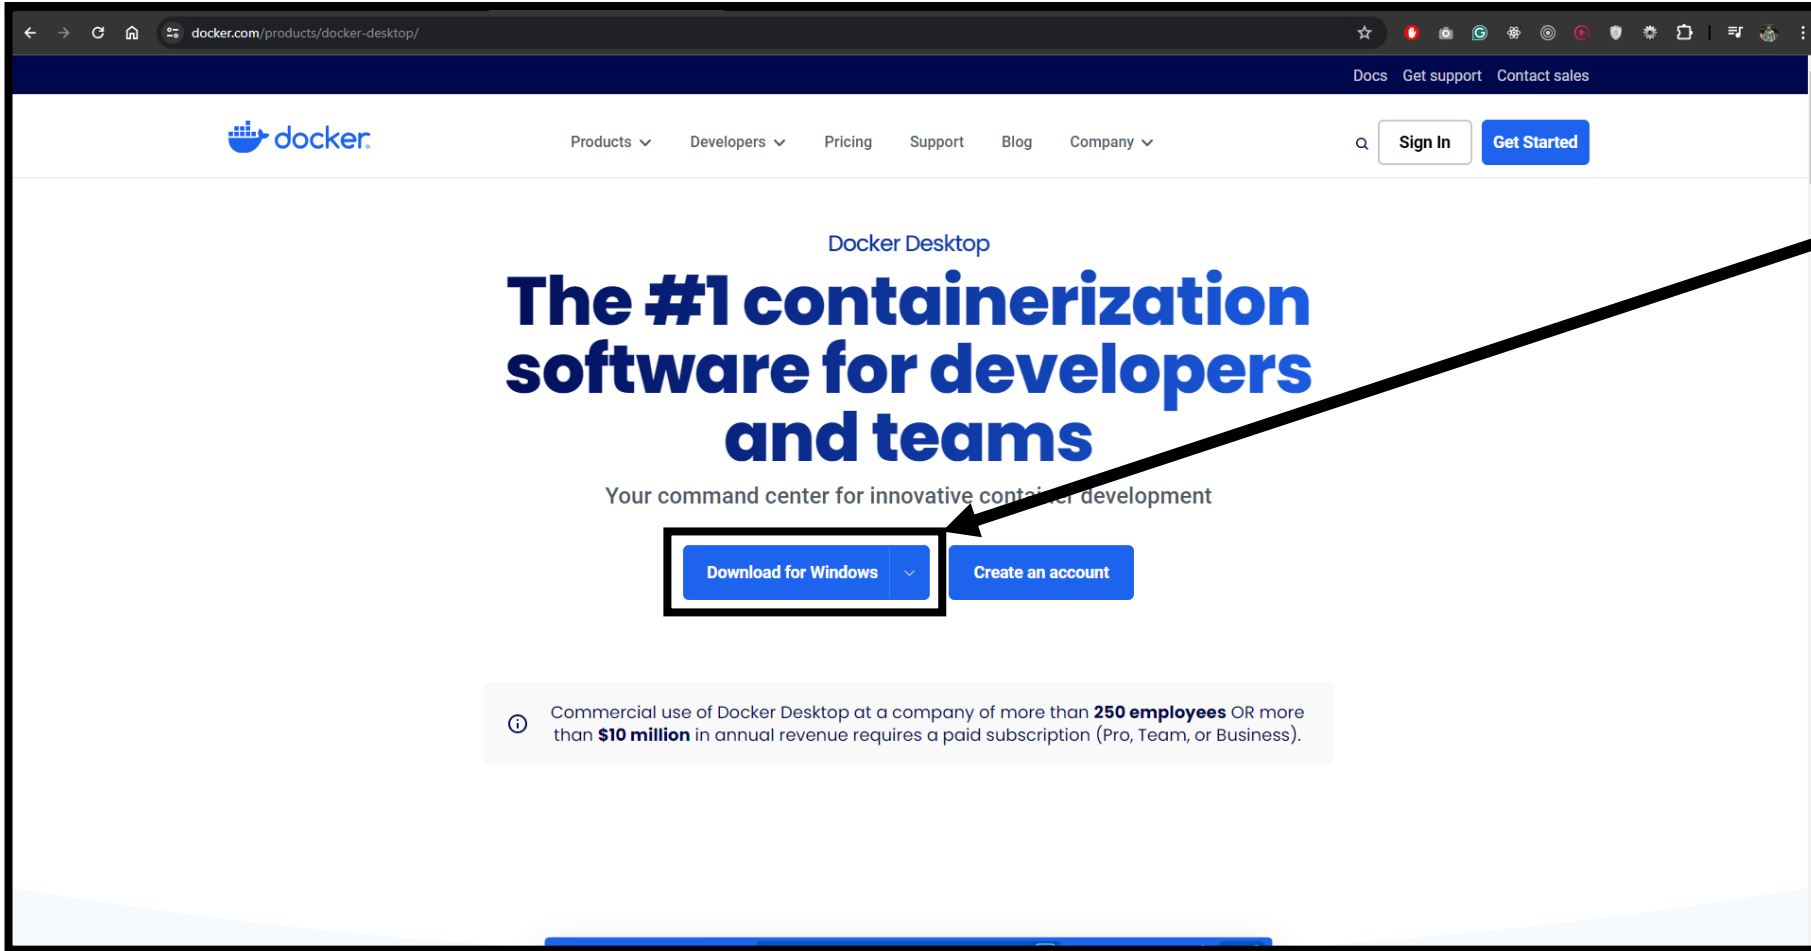 docker.com/products/docker-desktop/
Docs Get support Contact sales
docker
Products Developers Pricing Support Blog Company Sign In Get Started
Docker Desktop
The #1 containerization
software for developers
and teams
Your command center for innovative container development
Download for Windows Create an account
Commercial use of Docker Desktop at a company of more than 250 employees OR more
than $10 million in annual revenue requires a paid subscription (Pro, Team, or Business).